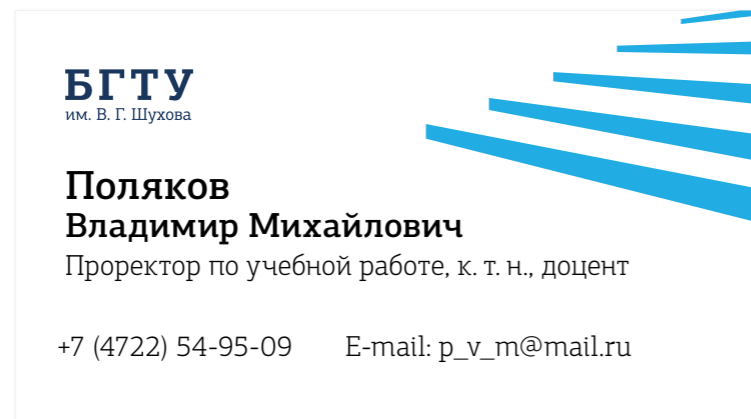 БГТУ
им. В. Г. Шухова
Поляков
Владимир Михайлович
Проректор по учебной работе, к. т. н., доцент
+7 (4722) 54-95-09 E-mail: p_v_m@mail.ru